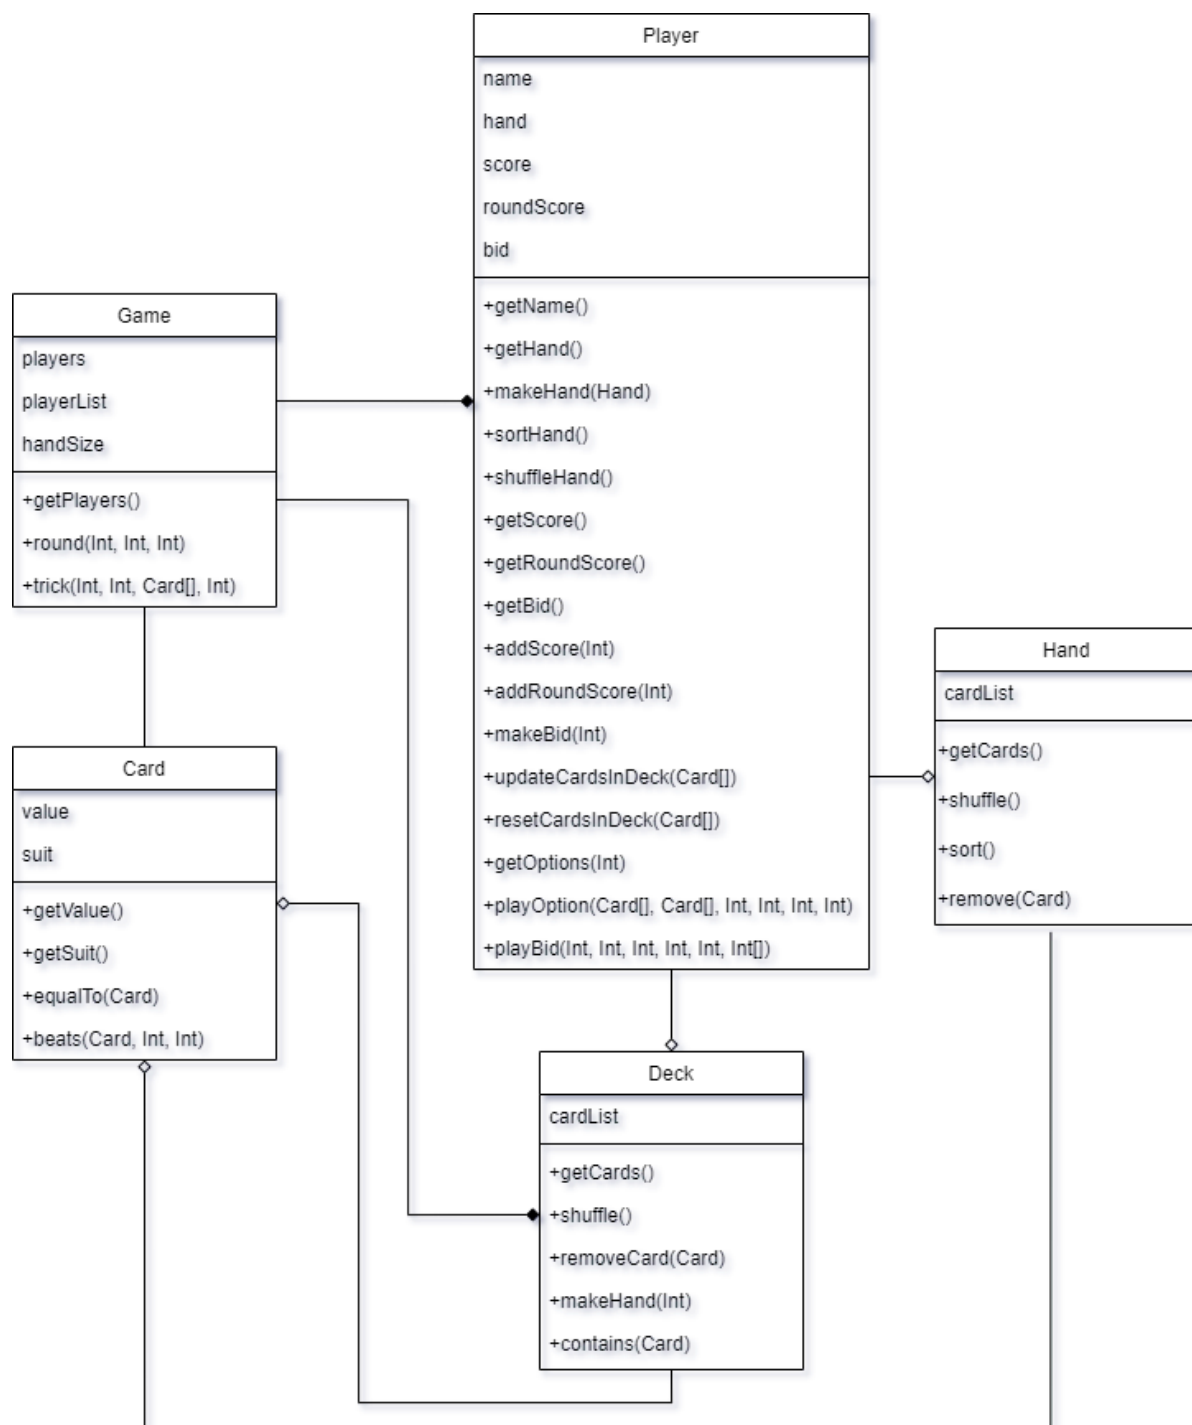 Player
name
hand
score
roundScore
bid
+getName()
+getHand()
+makeHand(Hand)
+sortHand()
+shuffleHand()
+getScore()
+getRoundScore()
+getBid()
+addScore(Int)
+addRoundScore(Int)
+makeBid(Int)
+updateCardsInDeck(Card[])
+resetCardsInDeck(Card[])
+getOptions(Int)
+playOption(Card[], Card[], Int, Int, Int, Int)
+playBid(Int, Int, Int, Int, Int, Int[])
Game
players
playerList
handSize
+getPlayers()
+round(Int, Int, Int)
+trick(Int, Int, Card[], Int)
Hand
cardList
+getCards()
+shuffle()
+sort()
+remove(Card)
Card
value
suit
+getValue()
+getSuit()
+equalTo(Card)
+beats(Card, Int, Int)
Deck
cardList
+getCards()
+shuffle()
+removeCard(Card)
+makeHand(Int)
+contains(Card)